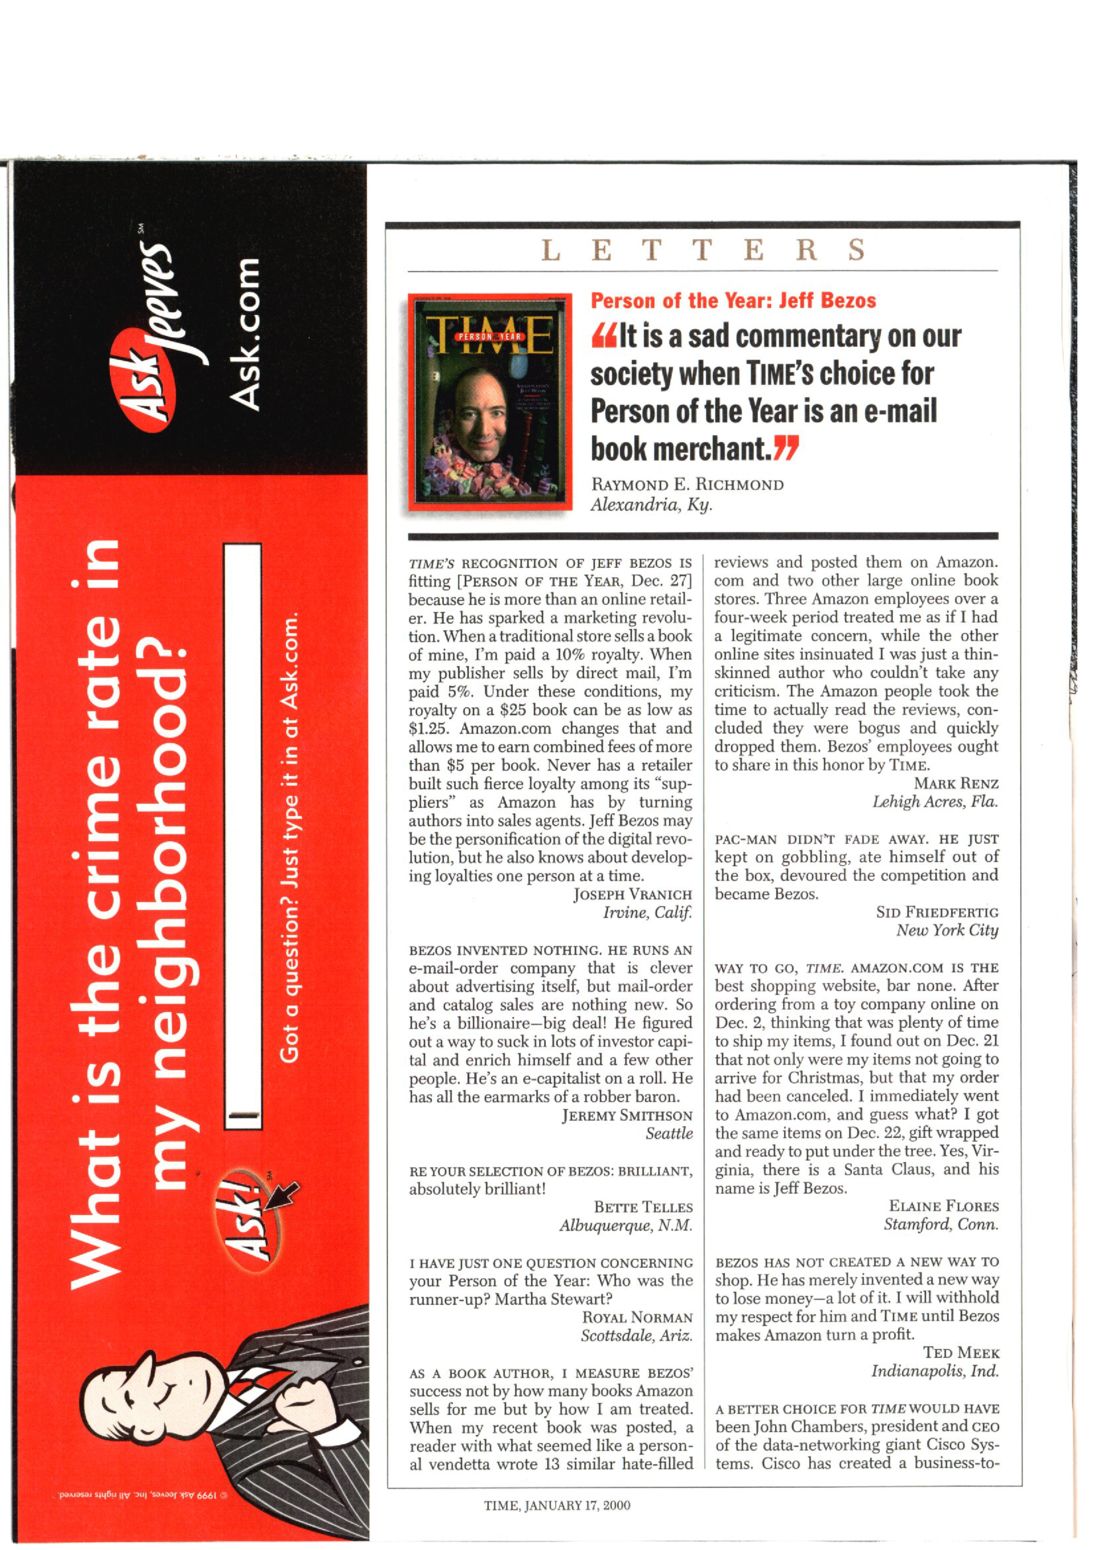 Ask Jeeves SM
Ask.com
What is the crime rate in
my neighborhood?
Got a question? Just type it in at Ask.com.
Ask! SM
© 1999 Ask Jeeves, Inc. All rights reserved.
LETTERS
TIME
PERSON OF THE YEAR
Person of the Year: Jeff Bezos
“It is a sad commentary on our
society when TIME’S choice for
Person of the Year is an e-mail
book merchant.”
RAYMOND E. RICHMOND
Alexandria, Ky.
TIME’S RECOGNITION OF JEFF BEZOS IS
fitting [PERSON OF THE YEAR, Dec. 27]
because he is more than an online retail-
er. He has sparked a marketing revolu-
tion. When a traditional store sells a book
of mine, I’m paid a 10% royalty. When
my publisher sells by direct mail, I’m
paid 5%. Under these conditions, my
royalty on a $25 book can be as low as
$1.25. Amazon.com changes that and
allows me to earn combined fees of more
than $5 per book. Never has a retailer
built such fierce loyalty among its “sup-
pliers” as Amazon has by turning
authors into sales agents. Jeff Bezos may
be the personification of the digital revo-
lution, but he also knows about develop-
ing loyalties one person at a time.
JOSEPH VRANICH
Irvine, Calif.
BEZOS INVENTED NOTHING. HE RUNS AN
e-mail-order company that is clever
about advertising itself, but mail-order
and catalog sales are nothing new. So
he’s a billionaire—big deal! He figured
out a way to suck in lots of investor capi-
tal and enrich himself and a few other
people. He’s an e-capitalist on a roll. He
has all the earmarks of a robber baron.
JEREMY SMITHSON
Seattle
RE YOUR SELECTION OF BEZOS: BRILLIANT,
absolutely brilliant!
BETTE TELLES
Albuquerque, N.M.
I HAVE JUST ONE QUESTION CONCERNING
your Person of the Year: Who was the
runner-up? Martha Stewart?
ROYAL NORMAN
Scottsdale, Ariz.
AS A BOOK AUTHOR, I MEASURE BEZOS’
success not by how many books Amazon
sells for me but by how I am treated.
When my recent book was posted, a
reader with what seemed like a person-
al vendetta wrote 13 similar hate-filled
reviews and posted them on Amazon.
com and two other large online book
stores. Three Amazon employees over a
four-week period treated me as if I had
a legitimate concern, while the other
online sites insinuated I was just a thin-
skinned author who couldn’t take any
criticism. The Amazon people took the
time to actually read the reviews, con-
cluded they were bogus and quickly
dropped them. Bezos’ employees ought
to share in this honor by TIME.
MARK RENZ
Lehigh Acres, Fla.
PAC-MAN DIDN’T FADE AWAY. HE JUST
kept on gobbling, ate himself out of
the box, devoured the competition and
became Bezos.
SID FRIEDFERTIG
New York City
WAY TO GO, TIME. AMAZON.COM IS THE
best shopping website, bar none. After
ordering from a toy company online on
Dec. 2, thinking that was plenty of time
to ship my items, I found out on Dec. 21
that not only were my items not going to
arrive for Christmas, but that my order
had been canceled. I immediately went
to Amazon.com, and guess what? I got
the same items on Dec. 22, gift wrapped
and ready to put under the tree. Yes, Vir-
ginia, there is a Santa Claus, and his
name is Jeff Bezos.
ELAINE FLORES
Stamford, Conn.
BEZOS HAS NOT CREATED A NEW WAY TO
shop. He has merely invented a new way
to lose money—a lot of it. I will withhold
my respect for him and TIME until Bezos
makes Amazon turn a profit.
TED MEEK
Indianapolis, Ind.
A BETTER CHOICE FOR TIME WOULD HAVE
been John Chambers, president and CEO
of the data-networking giant Cisco Sys-
tems. Cisco has created a business-to-
TIME, JANUARY 17, 2000